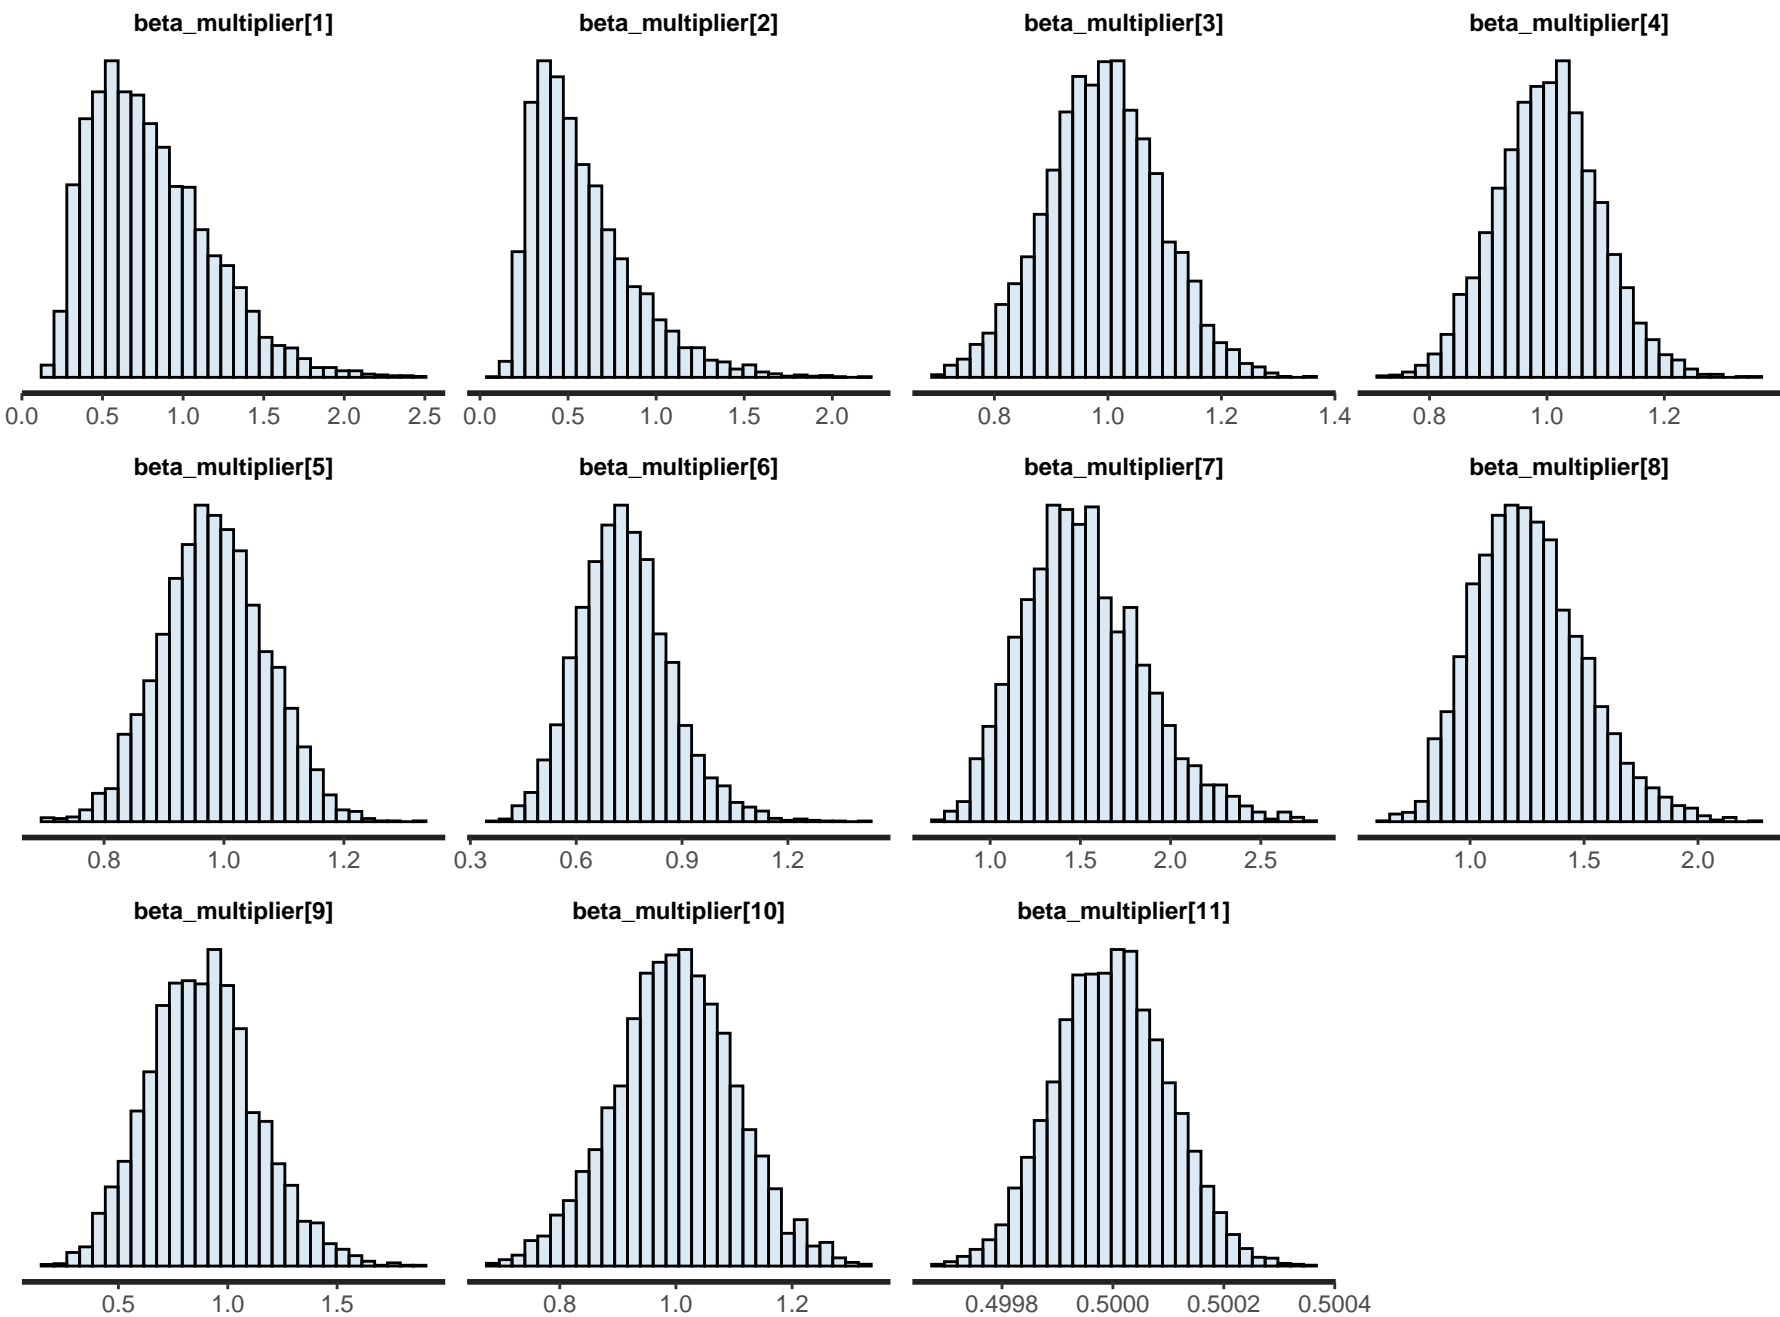 beta_multiplier[1] beta_multiplier[2] beta_multiplier[3] beta_multiplier[4]
0.0 0.5 1.0 1.5 2.0 2.5 0.0 0.5 1.0 1.5 2.0 0.8 1.0 1.2 1.4 0.8 1.0 1.2
beta_multiplier[5] beta_multiplier[6] beta_multiplier[7] beta_multiplier[8]
0.8 1.0 1.2 0.3 0.6 0.9 1.2 1.0 1.5 2.0 2.5 1.0 1.5 2.0
beta_multiplier[9] beta_multiplier[10] beta_multiplier[11]
0.5 1.0 1.5 0.8 1.0 1.2 0.4998 0.5000 0.5002 0.5004